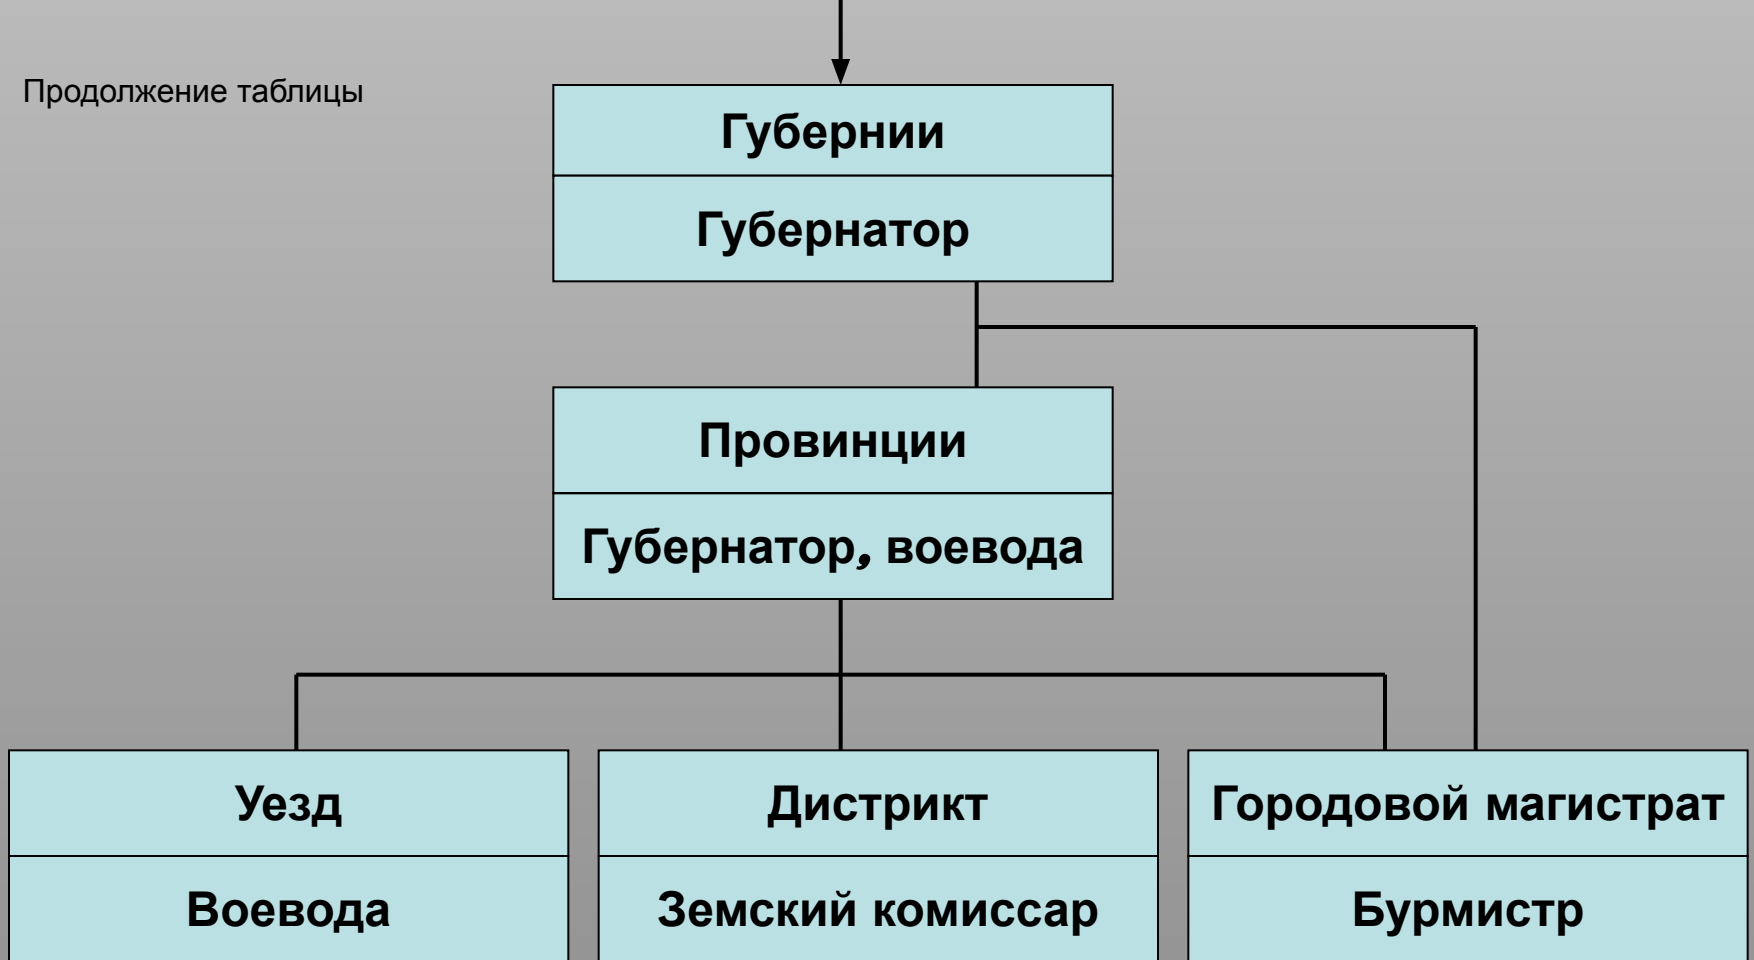 Продолжение таблицы
Губернии
Губернатор
Провинции
Губернатор, воевода
Уезд
Дистрикт
Городовой магистрат
Воевода
Земский комиссар
Бурмистр